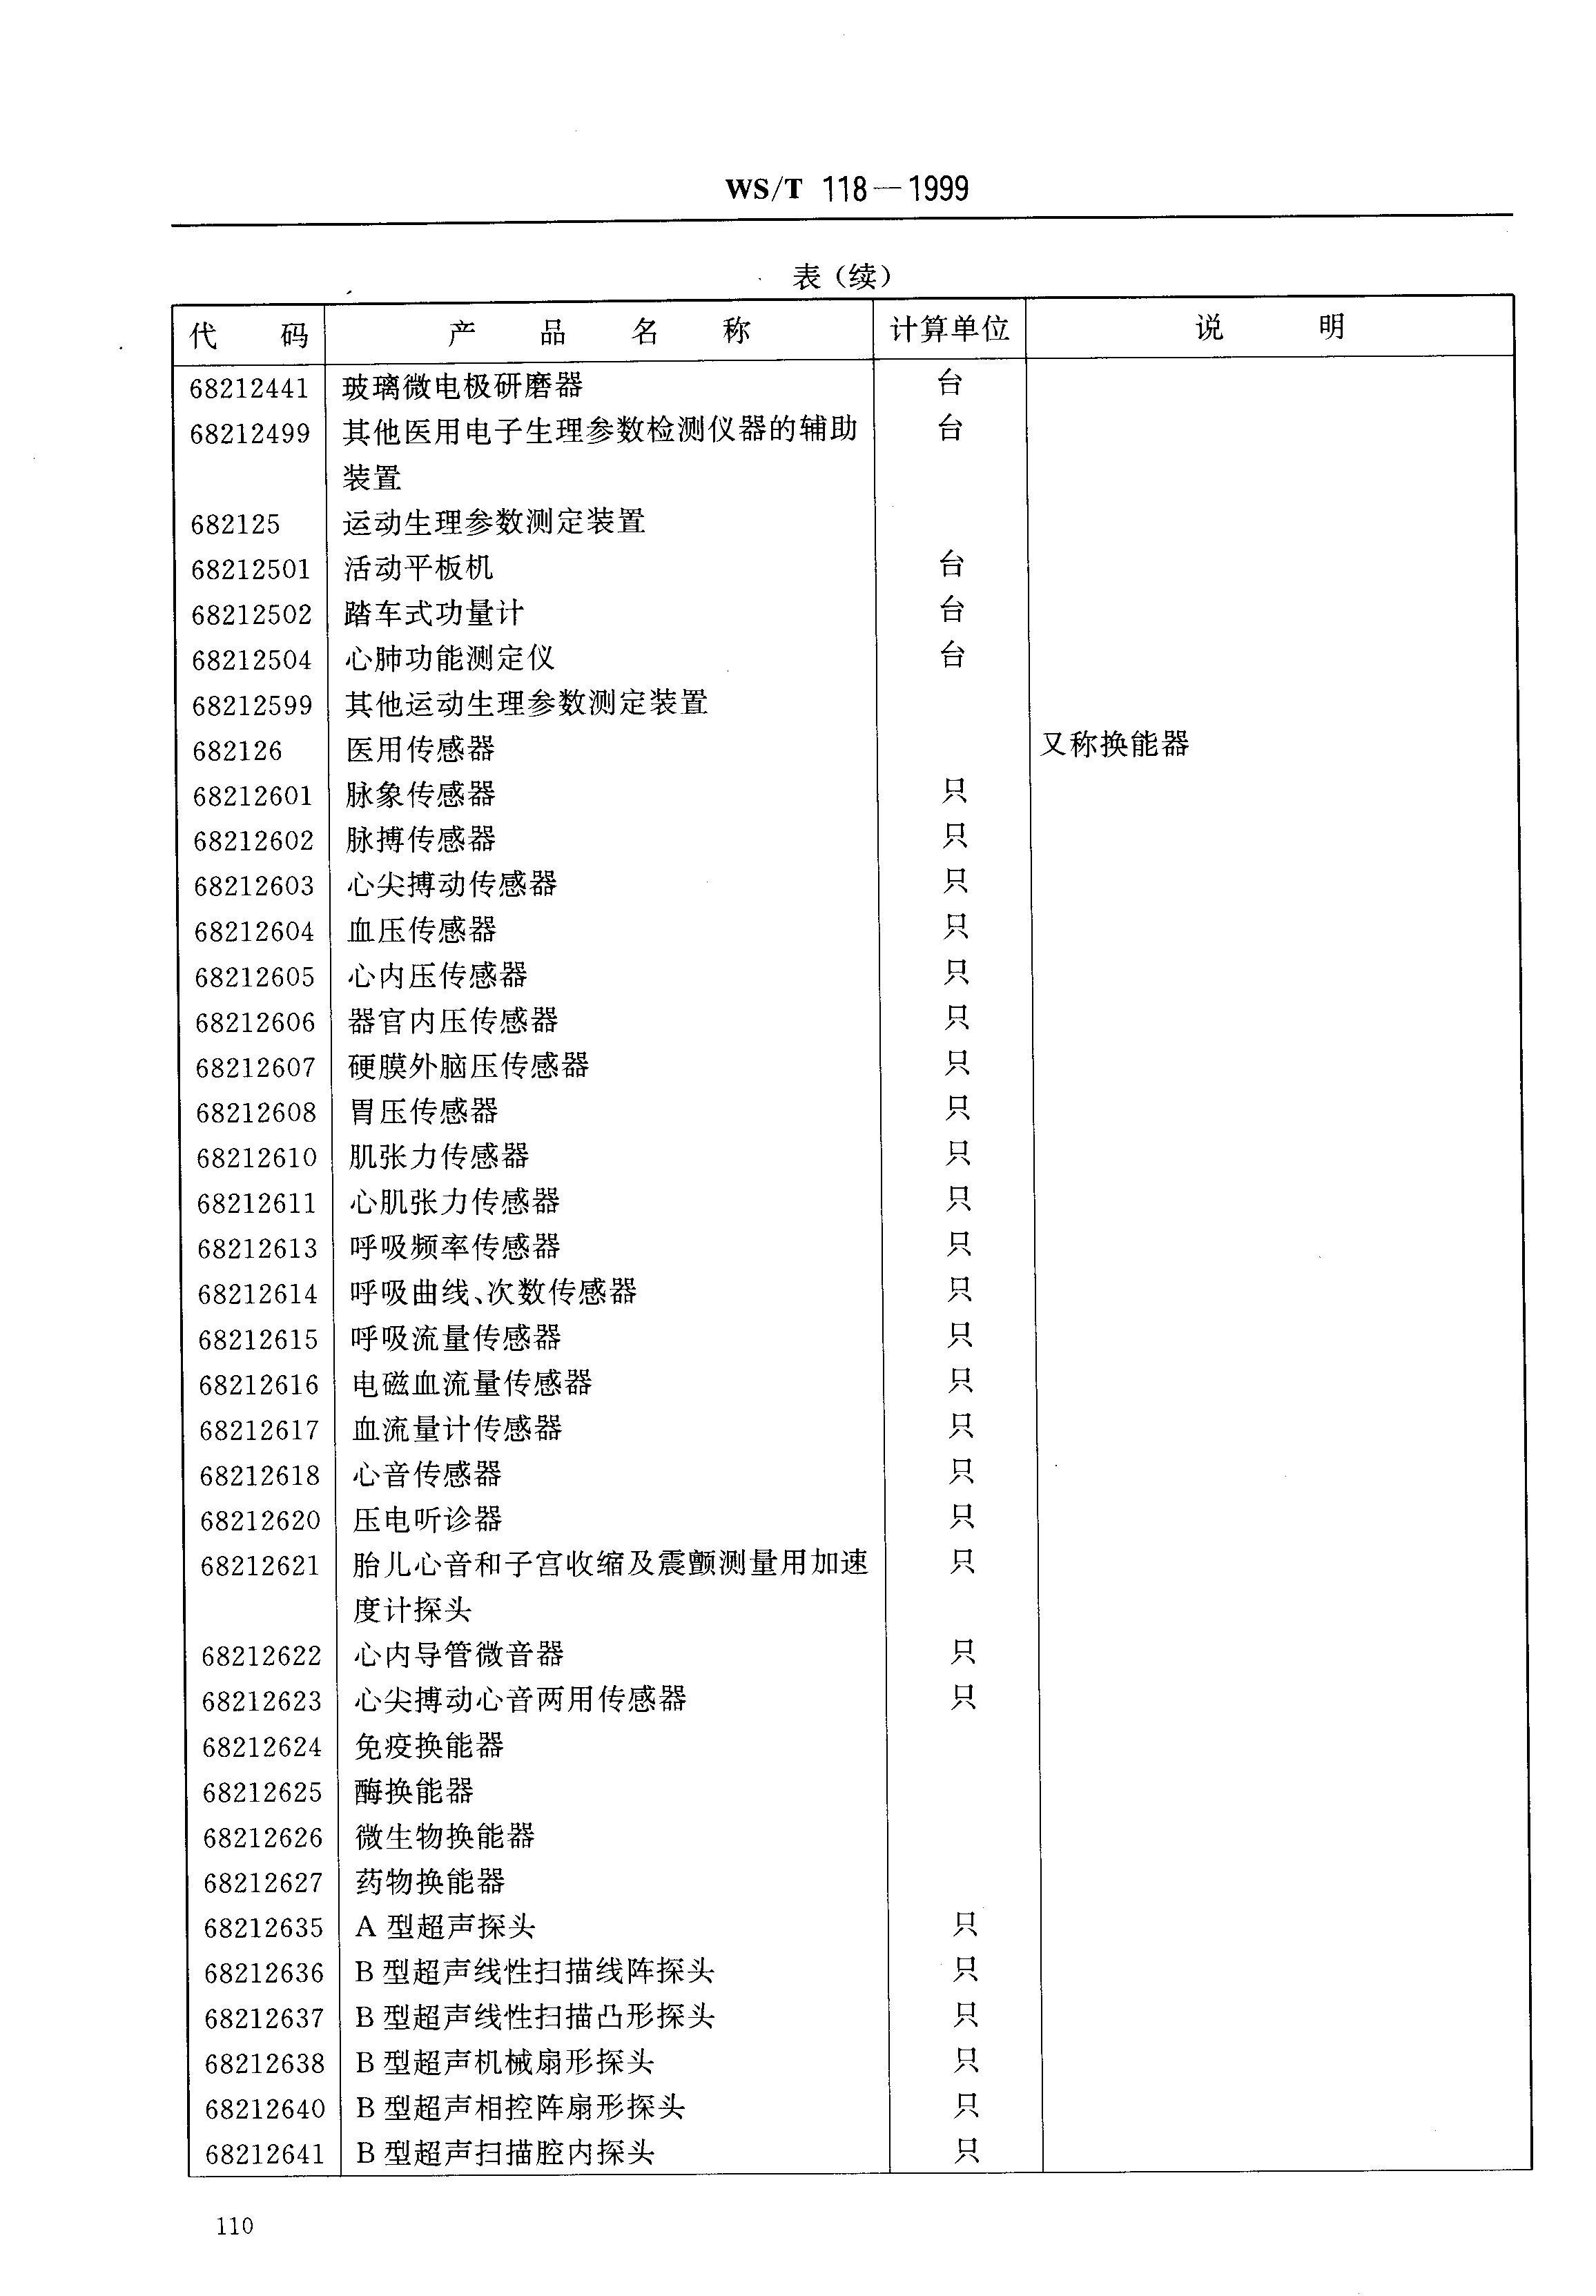 WS/T 118—1999
表（续）
代 码 产 品 名 称 计算单位 说 明
68212441 玻璃微电极研磨器 台
68212499 其他医用电子生理参数检测仪器的辅助 台
装置
682125 运动生理参数测定装置
68212501 活动平板机 台
68212502 踏车式功量计 台
68212504 心肺功能测定仪 台
68212599 其他运动生理参数测定装置
682126 医用传感器 又称换能器
68212601 脉象传感器 只
68212602 脉搏传感器 只
68212603 心尖搏动传感器 只
68212604 血压传感器 只
68212605 心内压传感器 只
68212606 器官内压传感器 只
68212607 硬膜外脑压传感器 只
68212608 胃压传感器 只
68212610 肌张力传感器 只
68212611 心肌张力传感器 只
68212613 呼吸频率传感器 只
68212614 呼吸曲线、次数传感器 只
68212615 呼吸流量传感器 只
68212616 电磁血流量传感器 只
68212617 血流量计传感器 只
68212618 心音传感器 只
68212620 压电听诊器 只
68212621 胎儿心音和子宫收缩及震颤测量用加速 只
度计探头
68212622 心内导管微音器 只
68212623 心尖搏动心音两用传感器 只
68212624 免疫换能器
68212625 酶换能器
68212626 微生物换能器
68212627 药物换能器
68212635 A 型超声探头 只
68212636 B 型超声线性扫描线阵探头 只
68212637 B 型超声线性扫描凸形探头 只
68212638 B 型超声机械扇形探头 只
68212640 B 型超声相控阵扇形探头 只
68212641 B 型超声扫描腔内探头 只
110